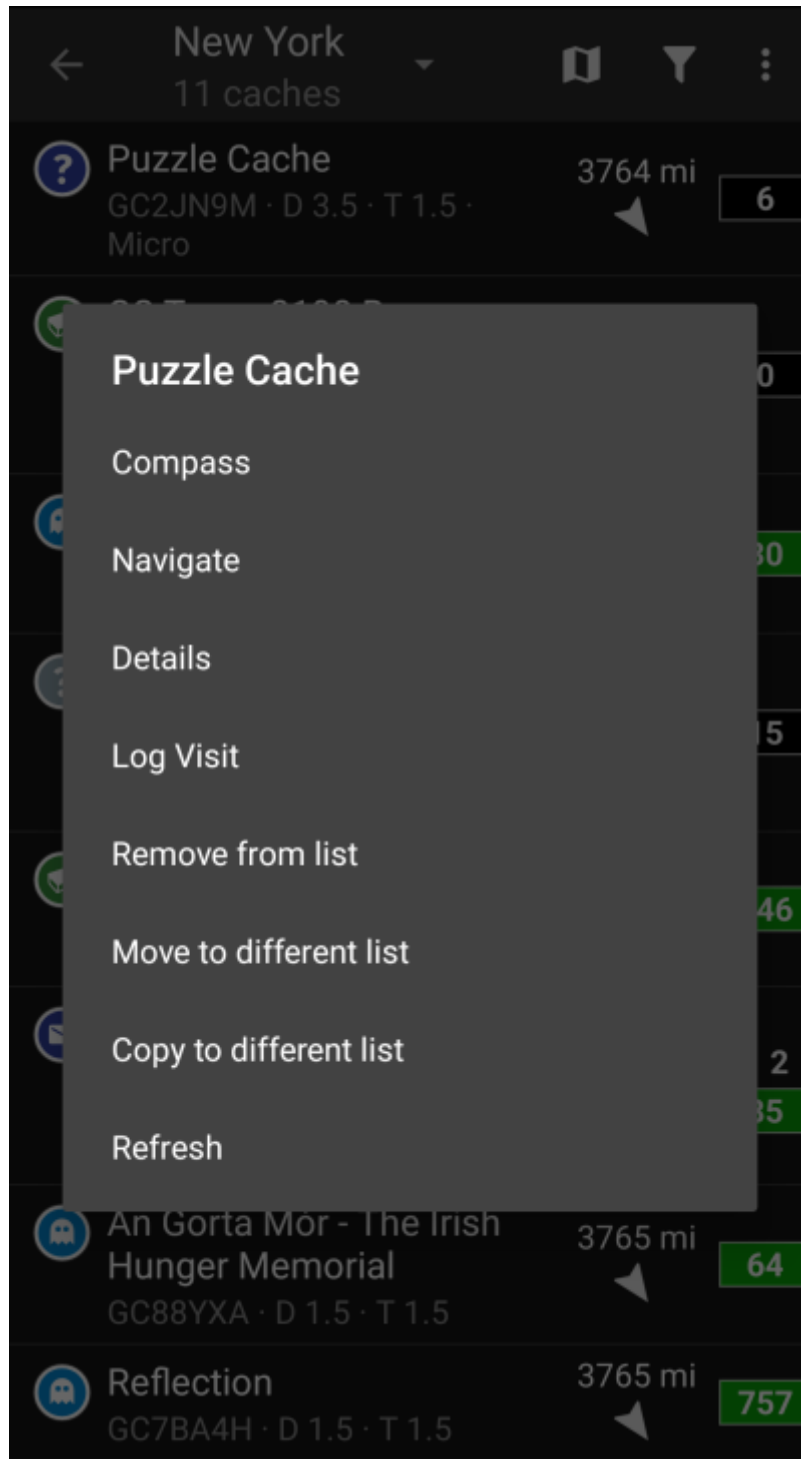 New York
11 caches
Puzzle Cache
GC2JN9M · D 3.5 · T 1.5 ·
Micro
3764 mi
6
Puzzle Cache
0
Compass
Navigate
Details
Log Visit
Remove from list
46
Move to different list
Copy to different list
2
Refresh
An Gorta Mór - The Irish
Hunger Memorial
GC88YXA · D 1.5 · T 1.5
3765 mi
64
Reflection
GC7BA4H · D 1.5 · T 1.5
3765 mi
757